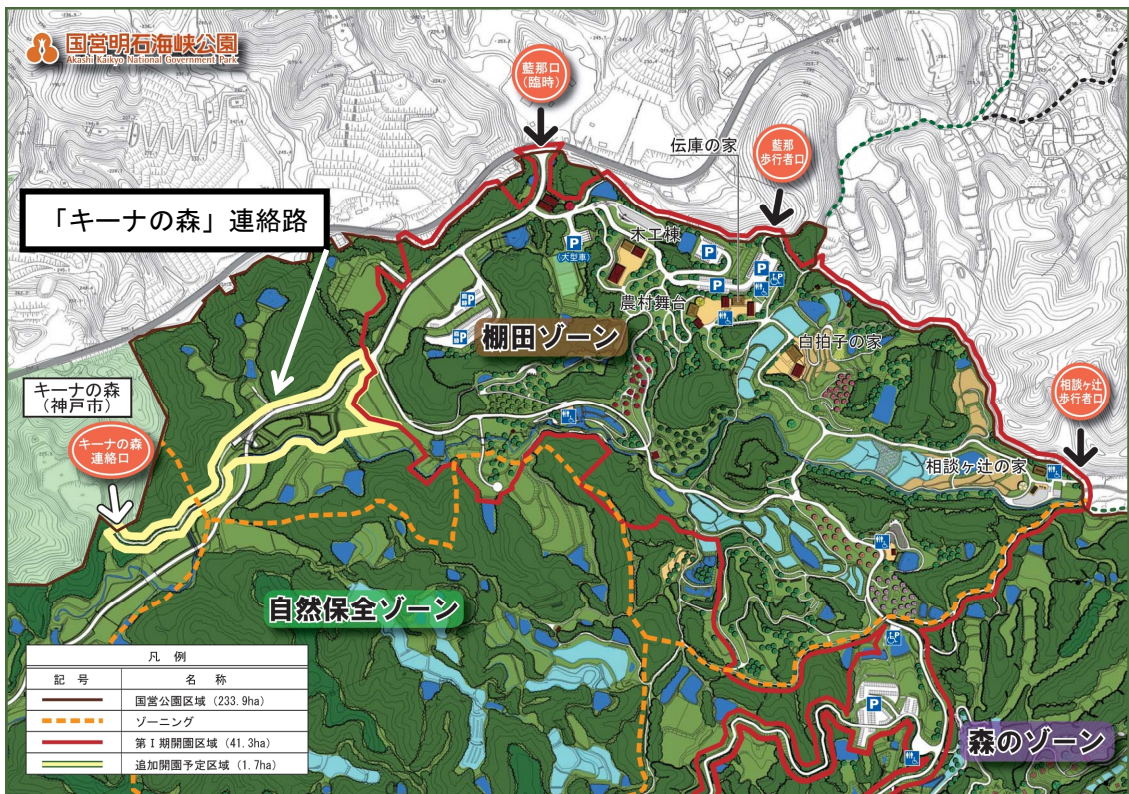 国営明石海峡公園
Akashi Kaikyo National Government Park
藍那口
（臨時）
伝庫の家
藍那
歩行者口
「キーナの森」連絡路
木工棟
P
(大型車)
P
P
P
P
農村舞台
臨時P
臨時P
棚田ゾーン
白拍子の家
キーナの森
（神戸市）
相談ヶ辻
歩行者口
キーナの森
連絡口
相談ヶ辻の家
自然保全ゾーン
P
P
森のゾーン
凡 例
記 号 名 称
国営公園区域（233.9ha）
ゾーニング
第Ⅰ期開園区域（41.3ha）
追加開園予定区域（1.7ha）